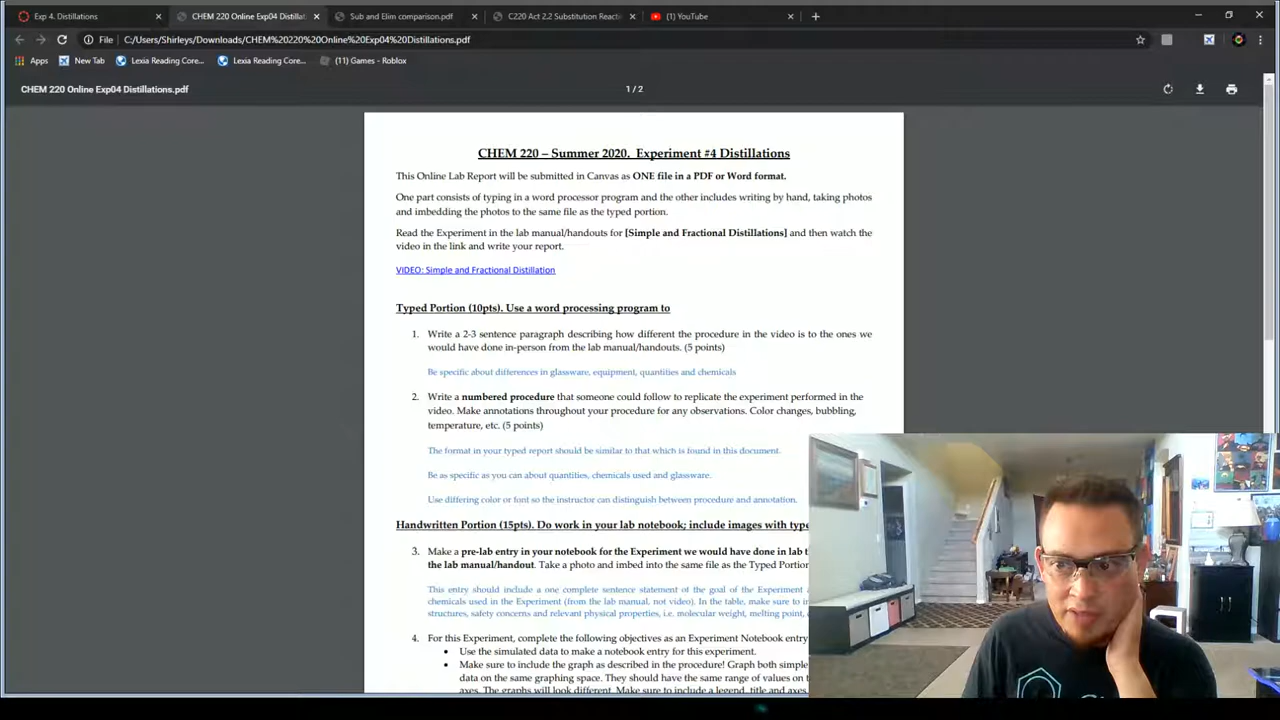 Exp 4. Distillations
CHEM 220 Online Exp04 Distillat
Sub and Elim comparison.pdf
C220 Act 2.2 Substitution React
(1) YouTube
File
C:/Users/Shirleys/Downloads/CHEM%20220%20Online%20Exp04%20Distillations.pdf
Apps
New Tab
Lexia Reading Core...
Lexia Reading Core...
(11) Games - Roblox
CHEM 220 Online Exp04 Distillations.pdf
1 / 2
CHEM 220 – Summer 2020. Experiment #4 Distillations
This Online Lab Report will be submitted in Canvas as ONE file in a PDF or Word format.
One part consists of typing in a word processor program and the other includes writing by hand, taking photos
and imbedding the photos to the same file as the typed portion.
Read the Experiment in the lab manual/handouts for [Simple and Fractional Distillations] and then watch the
video in the link and write your report.
VIDEO: Simple and Fractional Distillation
Typed Portion (10pts). Use a word processing program to
1. Write a 2-3 sentence paragraph describing how different the procedure in the video is to the ones we
would have done in-person from the lab manual/handouts. (5 points)
Be specific about differences in glassware, equipment, quantities and chemicals
2. Write a numbered procedure that someone could follow to replicate the experiment performed in the
video. Make annotations throughout your procedure for any observations. Color changes, bubbling,
temperature, etc. (5 points)
The format in your typed report should be similar to that which is found in this document.
Be as specific as you can about quantities, chemicals used and glassware.
Use differing color or font so the instructor can distinguish between procedure and annotation.
Handwritten Portion (15pts). Do work in your lab notebook; include images with type
3. Make a pre-lab entry in your notebook for the Experiment we would have done in lab
the lab manual/handout. Take a photo and imbed into the same file as the Typed Portion
This entry should include a one complete sentence statement of the goal of the Experiment
chemicals used in the Experiment (from the lab manual, not video). In the table, make sure to
structures, safety concerns and relevant physical properties, i.e. molecular weight, melting point,
4. For this Experiment, complete the following objectives as an Experiment Notebook entry
• Use the simulated data to make a notebook entry for this experiment.
• Make sure to include the graph as described in the procedure! Graph both simple
data on the same graphing space. They should have the same range of values on
axes. The graphs will look different. Make sure to include a legend, title and axes